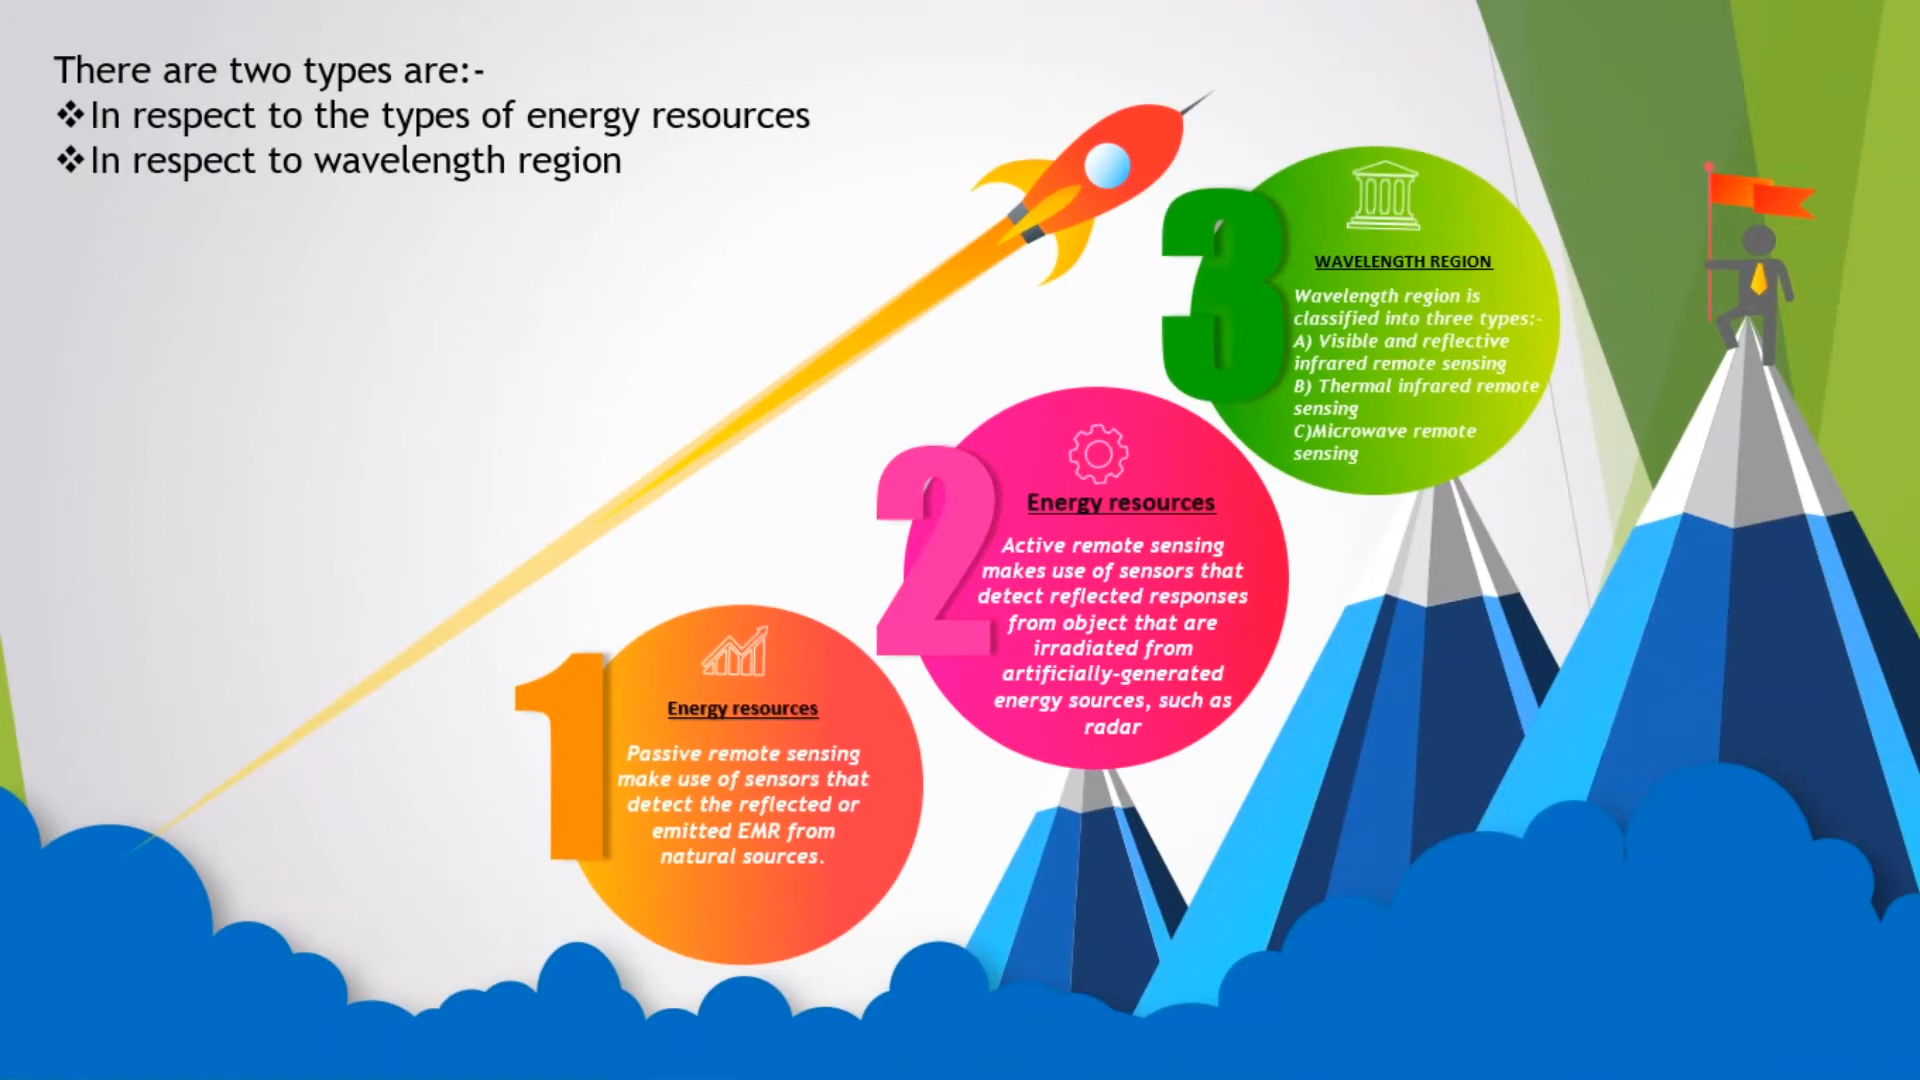 There are two types are:-
❖In respect to the types of energy resources
❖In respect to wavelength region
1
Energy resources
Passive remote sensing
make use of sensors that
detect the reflected or
emitted EMR from
natural sources.
2
Energy resources
Active remote sensing
makes use of sensors that
detect reflected responses
from object that are
irradiated from
artificially-generated
energy sources, such as
radar
3
WAVELENGTH REGION
Wavelength region is
classified into three types:-
A) Visible and reflective
infrared remote sensing
B) Thermal infrared remote
sensing
C)Microwave remote
sensing